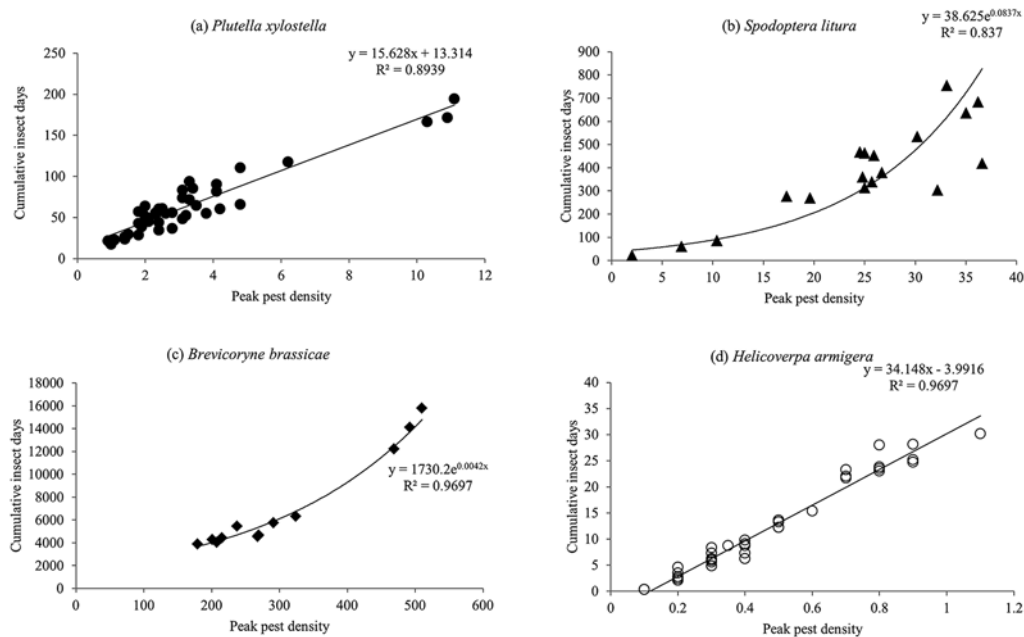 (a) Plutella xylostella
y = 15.628x + 13.314
R² = 0.8939
250
200
150
100
50
0
0 2 4 6 8 10 12
Cumulative insect days
Peak pest density
(b) Spodoptera litura
y = 38.625e^0.0837x
R² = 0.837
900
800
700
600
500
400
300
200
100
0
0 5 10 15 20 25 30 35 40
Cumulative insect days
Peak pest density
(c) Brevicoryne brassicae
18000
16000
14000
12000
10000
8000
6000
4000
2000
0
y = 1730.2e^0.0042x
R² = 0.9697
0 100 200 300 400 500 600
Cumulative insect days
Peak pest density
(d) Helicoverpa armigera
y = 34.148x - 3.9916
R² = 0.9697
40
35
30
25
20
15
10
5
0
0 0.2 0.4 0.6 0.8 1 1.2
Cumulative insect days
Peak pest density